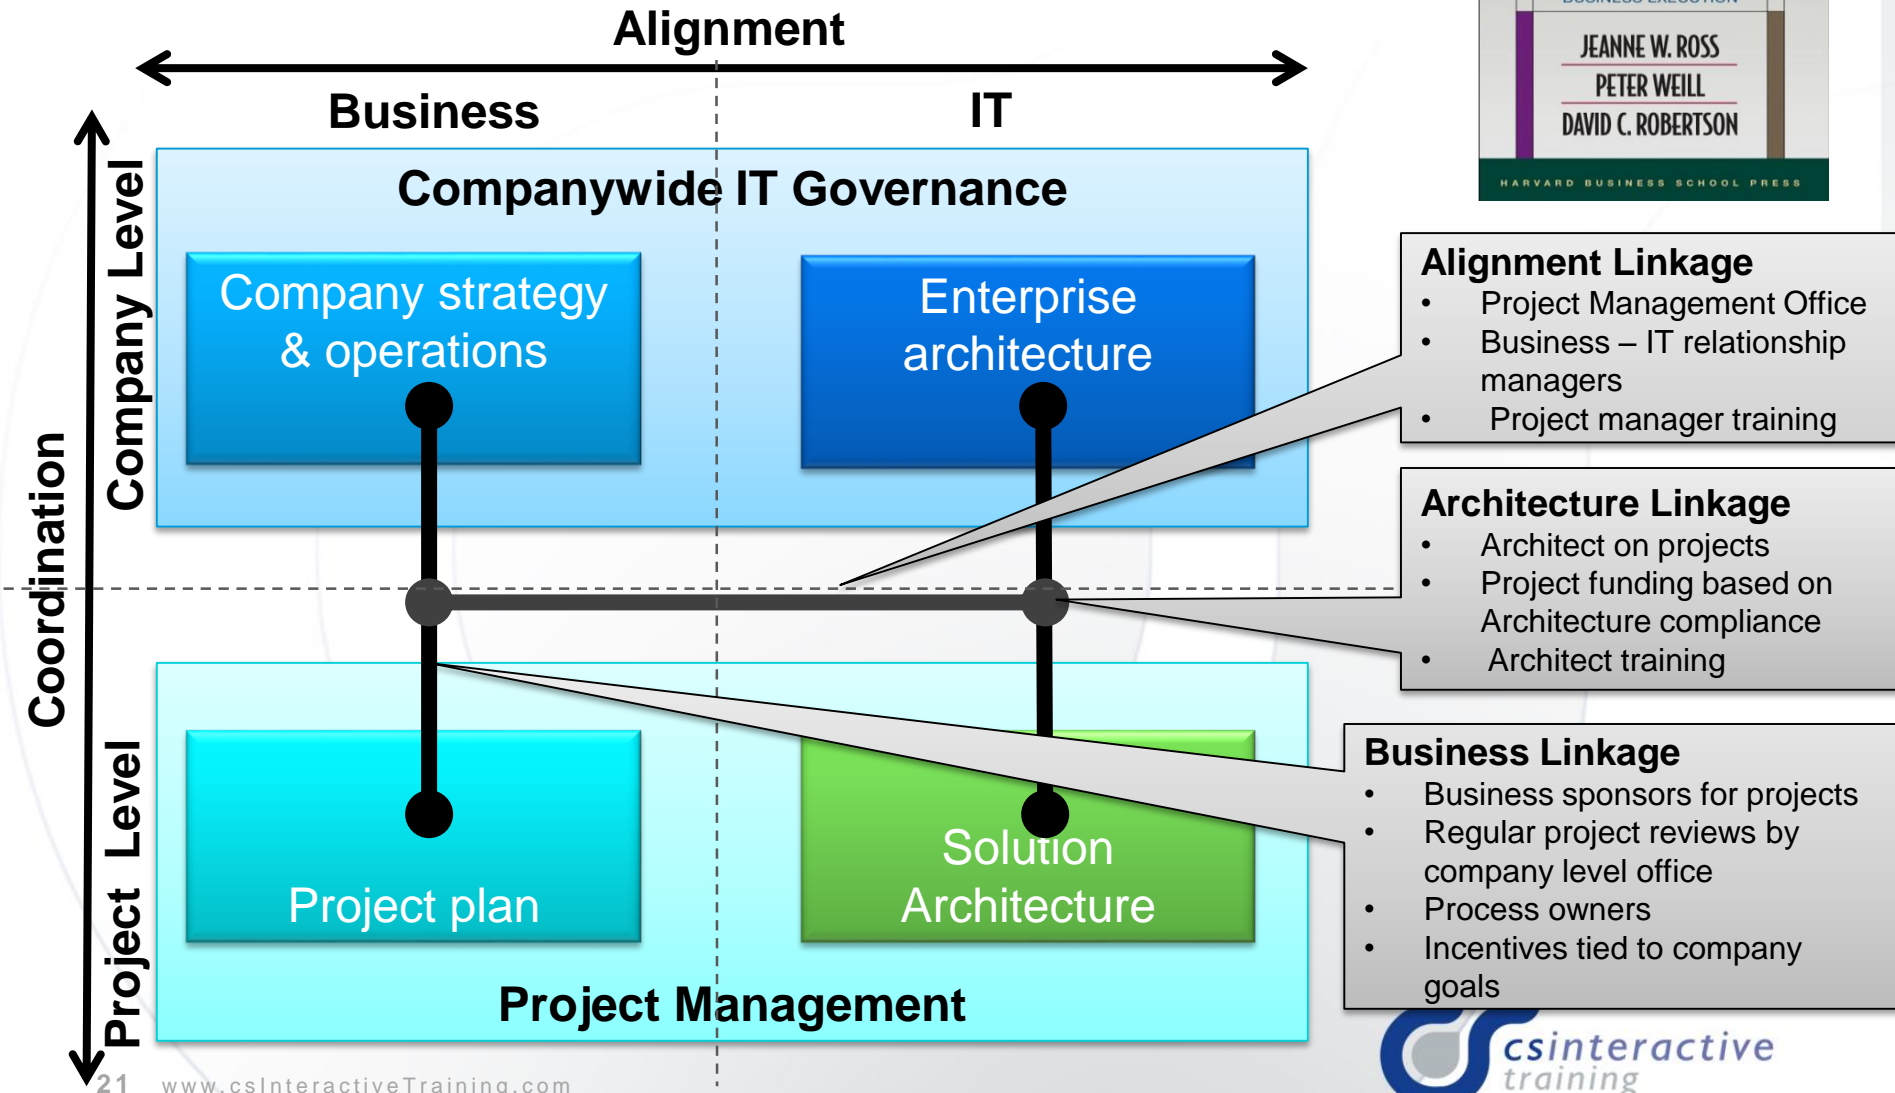 Alignment
Business
IT
Coordination
Company Level
Project Level
Companywide IT Governance
Company strategy
& operations
Enterprise
architecture
Project plan
Solution
Architecture
Project Management
BUSINESS EXECUTION
JEANNE W. ROSS
PETER WEILL
DAVID C. ROBERTSON
HARVARD BUSINESS SCHOOL PRESS
Alignment Linkage
• Project Management Office
• Business – IT relationship
managers
• Project manager training
Architecture Linkage
• Architect on projects
• Project funding based on
Architecture compliance
• Architect training
Business Linkage
• Business sponsors for projects
• Regular project reviews by
company level office
• Process owners
• Incentives tied to company
goals
21 www.csInteractiveTraining.com
csinteractive
training